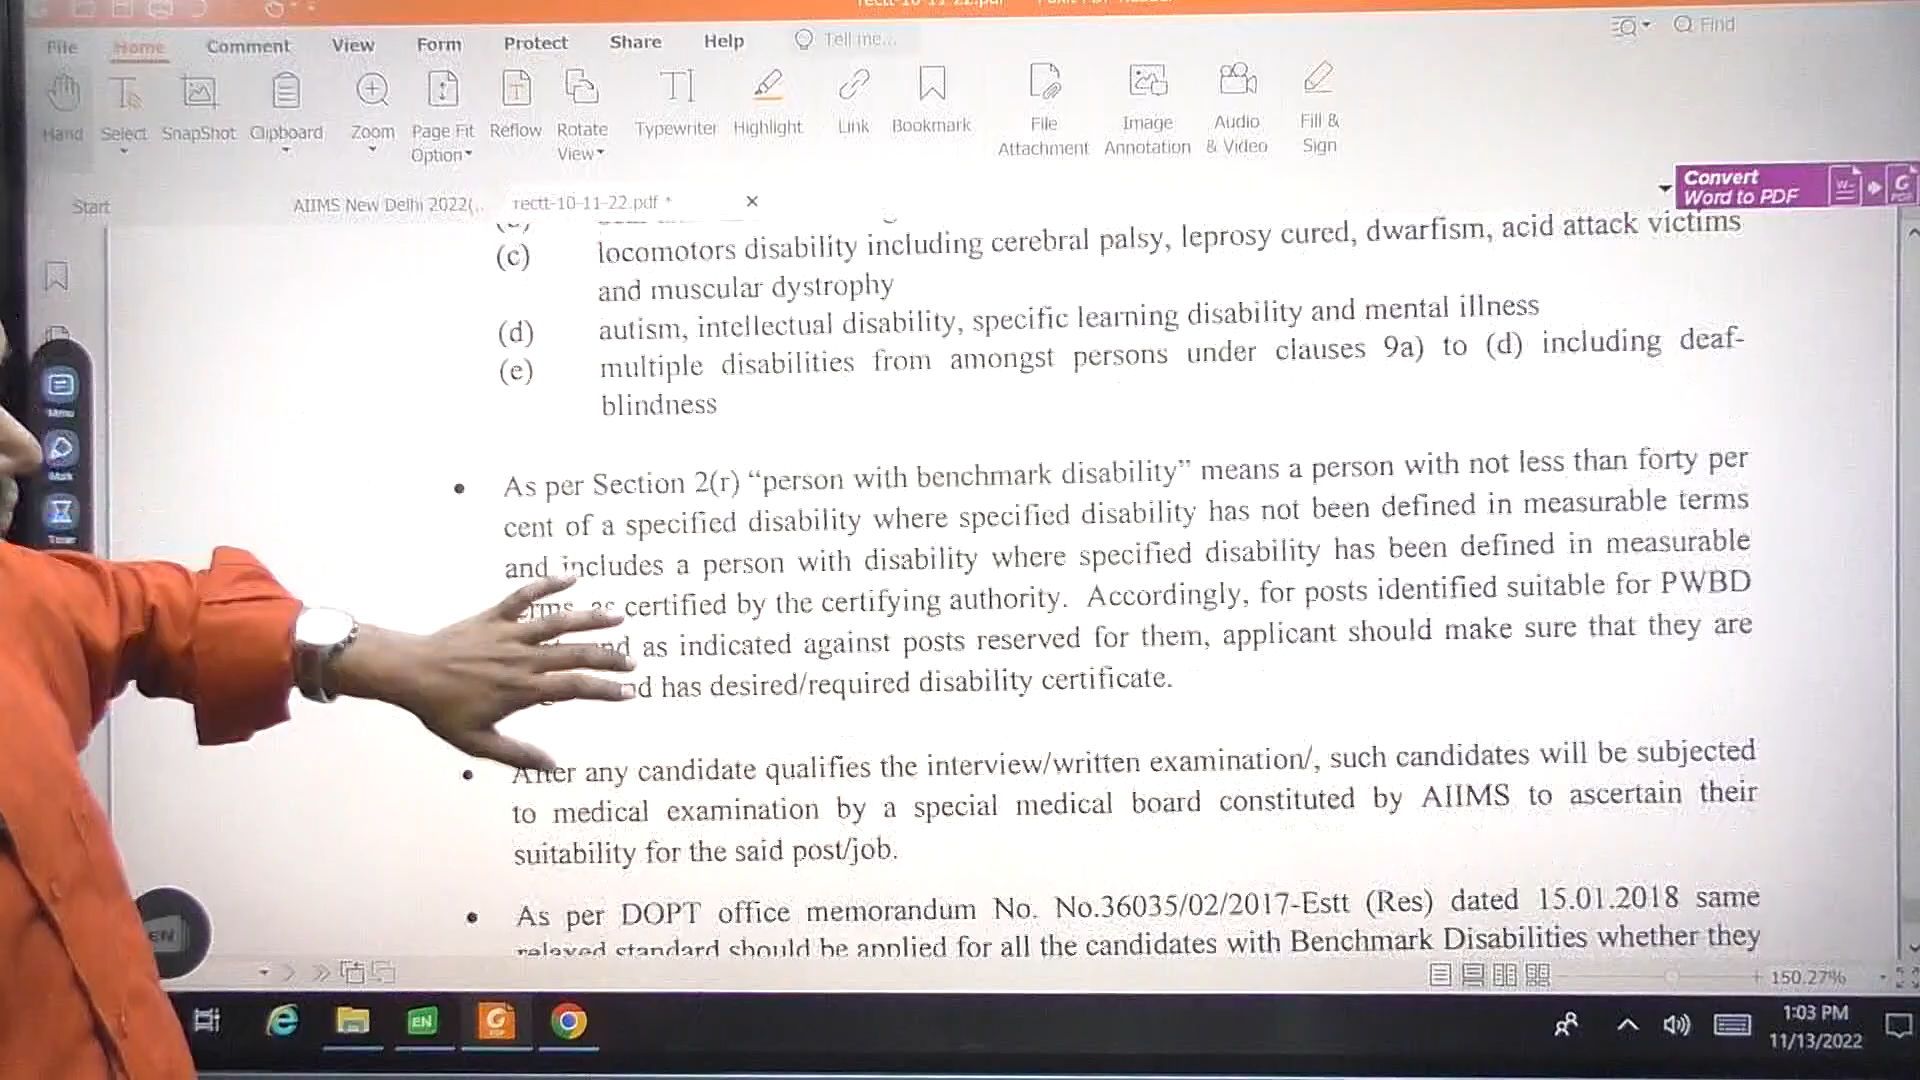 rectt-10-11-22.pdf
File Home Comment View Form Protect Share Help Tell me... Find
Hand Select SnapShot Clipboard Zoom Page Fit Option Reflow Rotate View Typewriter Highlight Link Bookmark File Attachment Image Annotation Audio & Video Fill & Sign
Start AIIMS New Delhi 2022(.. rectt-10-11-22.pdf *
Convert
Word to PDF
(c) locomotors disability including cerebral palsy, leprosy cured, dwarfism, acid attack victims
and muscular dystrophy
(d) autism, intellectual disability, specific learning disability and mental illness
(e) multiple disabilities from amongst persons under clauses 9a) to (d) including deaf-
blindness
• As per Section 2(r) “person with benchmark disability” means a person with not less than forty per
cent of a specified disability where specified disability has not been defined in measurable terms
and includes a person with disability where specified disability has been defined in measurable
as certified by the certifying authority. Accordingly, for posts identified suitable for PWBD
as indicated against posts reserved for them, applicant should make sure that they are
has desired/required disability certificate.
• After any candidate qualifies the interview/written examination/, such candidates will be subjected
to medical examination by a special medical board constituted by AIIMS to ascertain their
suitability for the said post/job.
• As per DOPT office memorandum No. No.36035/02/2017-Estt (Res) dated 15.01.2018 same
relaxed standard should be applied for all the candidates with Benchmark Disabilities whether they
Menu
EN
150.27%
EN
1:03 PM
11/13/2022